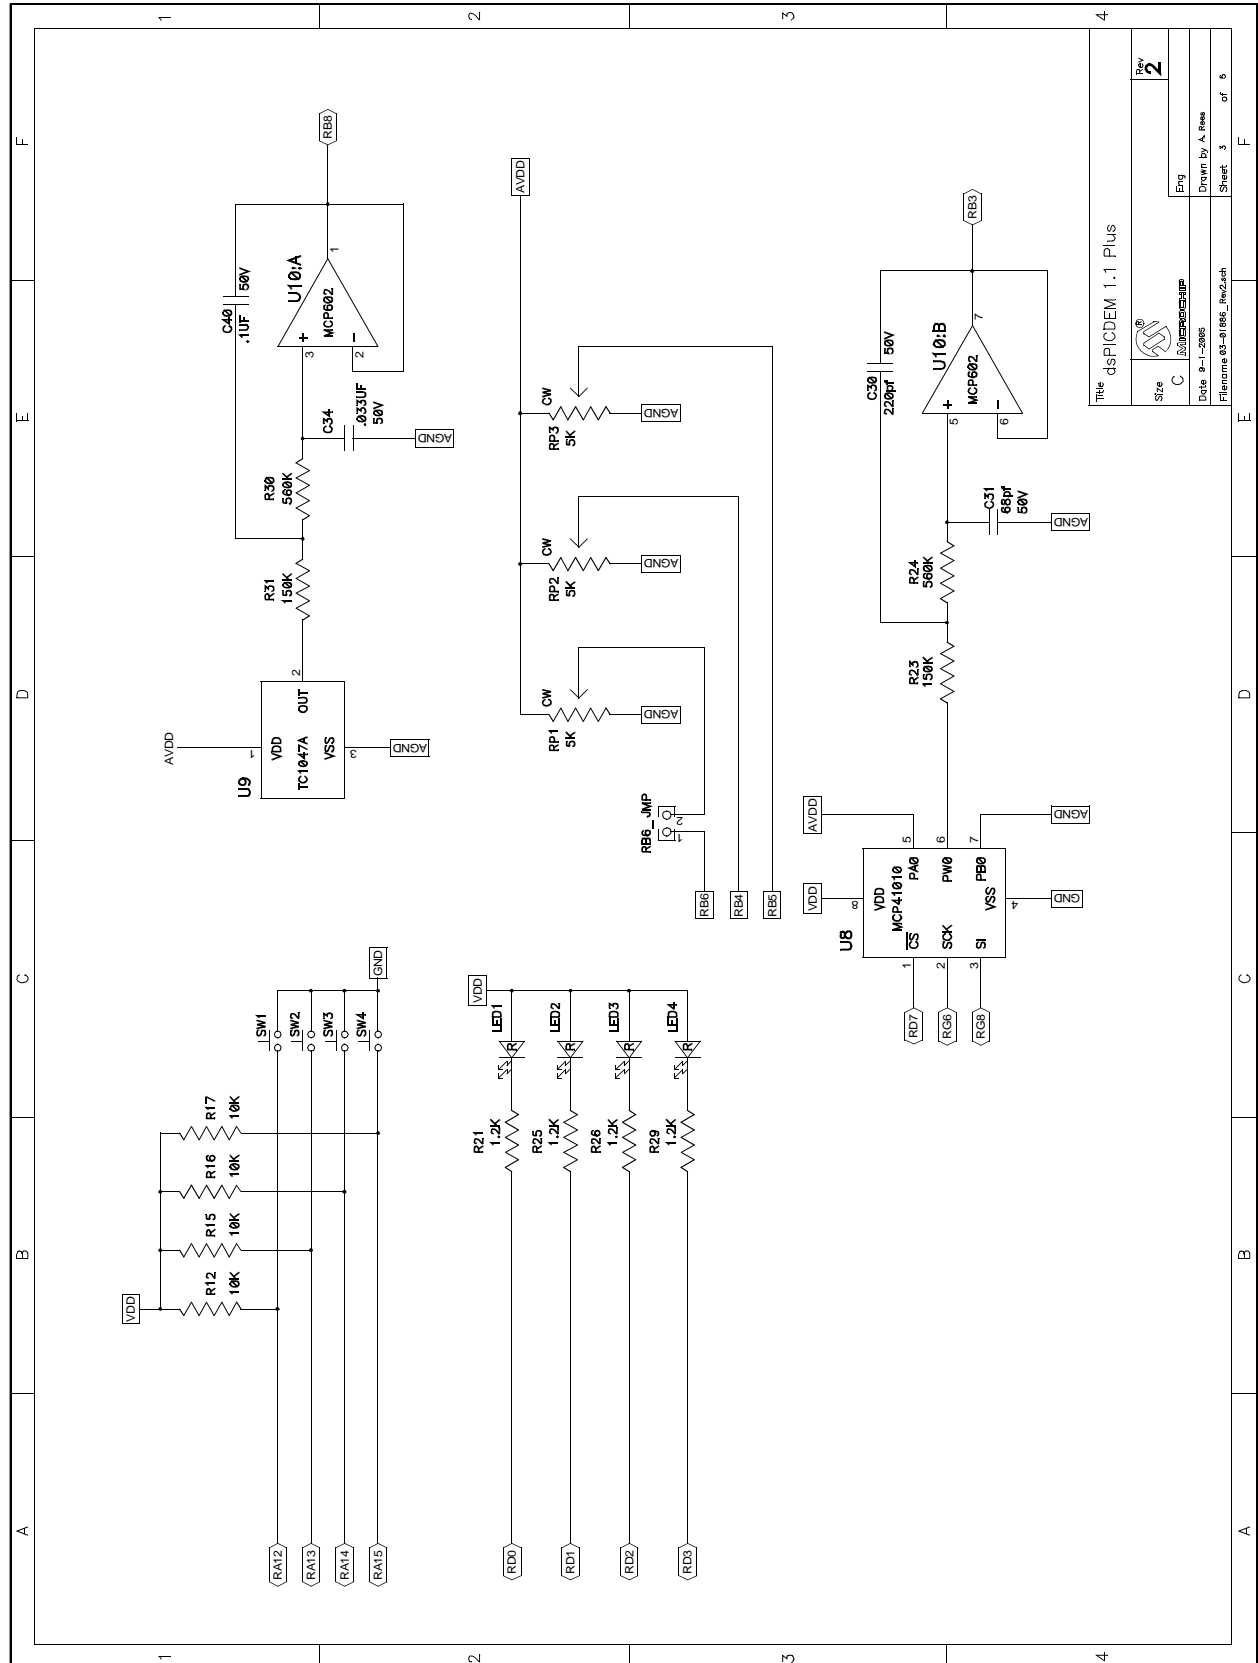 1
2
3
4
F
E
D
C
B
A
VDD
R12
10K
R15
10K
R16
10K
R17
10K
SW1
SW2
SW3
SW4
GND
RA12
RA13
RA14
RA15
AVDD
1
U9
VDD
TC1047A
OUT
VSS
2
3
AGND
R31
150K
R30
560K
C34
.033UF
50V
AGND
C40
.1UF
50V
U10:A
MCP602
+
-
3
2
1
RB8
VDD
LED1
R
R21
1.2K
RD0
LED2
R
R25
1.2K
RD1
LED3
R
R26
1.2K
RD2
LED4
R
R29
1.2K
RD3
AVDD
RP1
5K
CW
AGND
RP2
5K
CW
AGND
RP3
5K
CW
AGND
RB6_JMP
1
2
RB6
RB4
RB5
VDD
AVDD
U8
8
VDD
MCP41010
CS
SCK
SI
PA0
PW0
PB0
VSS
1
2
3
5
6
7
4
RD7
RG6
RG8
GND
AGND
R23
150K
R24
560K
C31
68pf
50V
AGND
C30
220pf
50V
U10:B
MCP602
+
-
5
6
7
RB3
Title
dsPICDEM 1.1 Plus
Size
C
®
MICROCHIP
Rev
2
Date 9-1-2005
Eng
Drawn by A. Rees
Filename 03-01886_Rev2.sch
Sheet 3 of 5
1
2
3
4
F
E
D
C
B
A